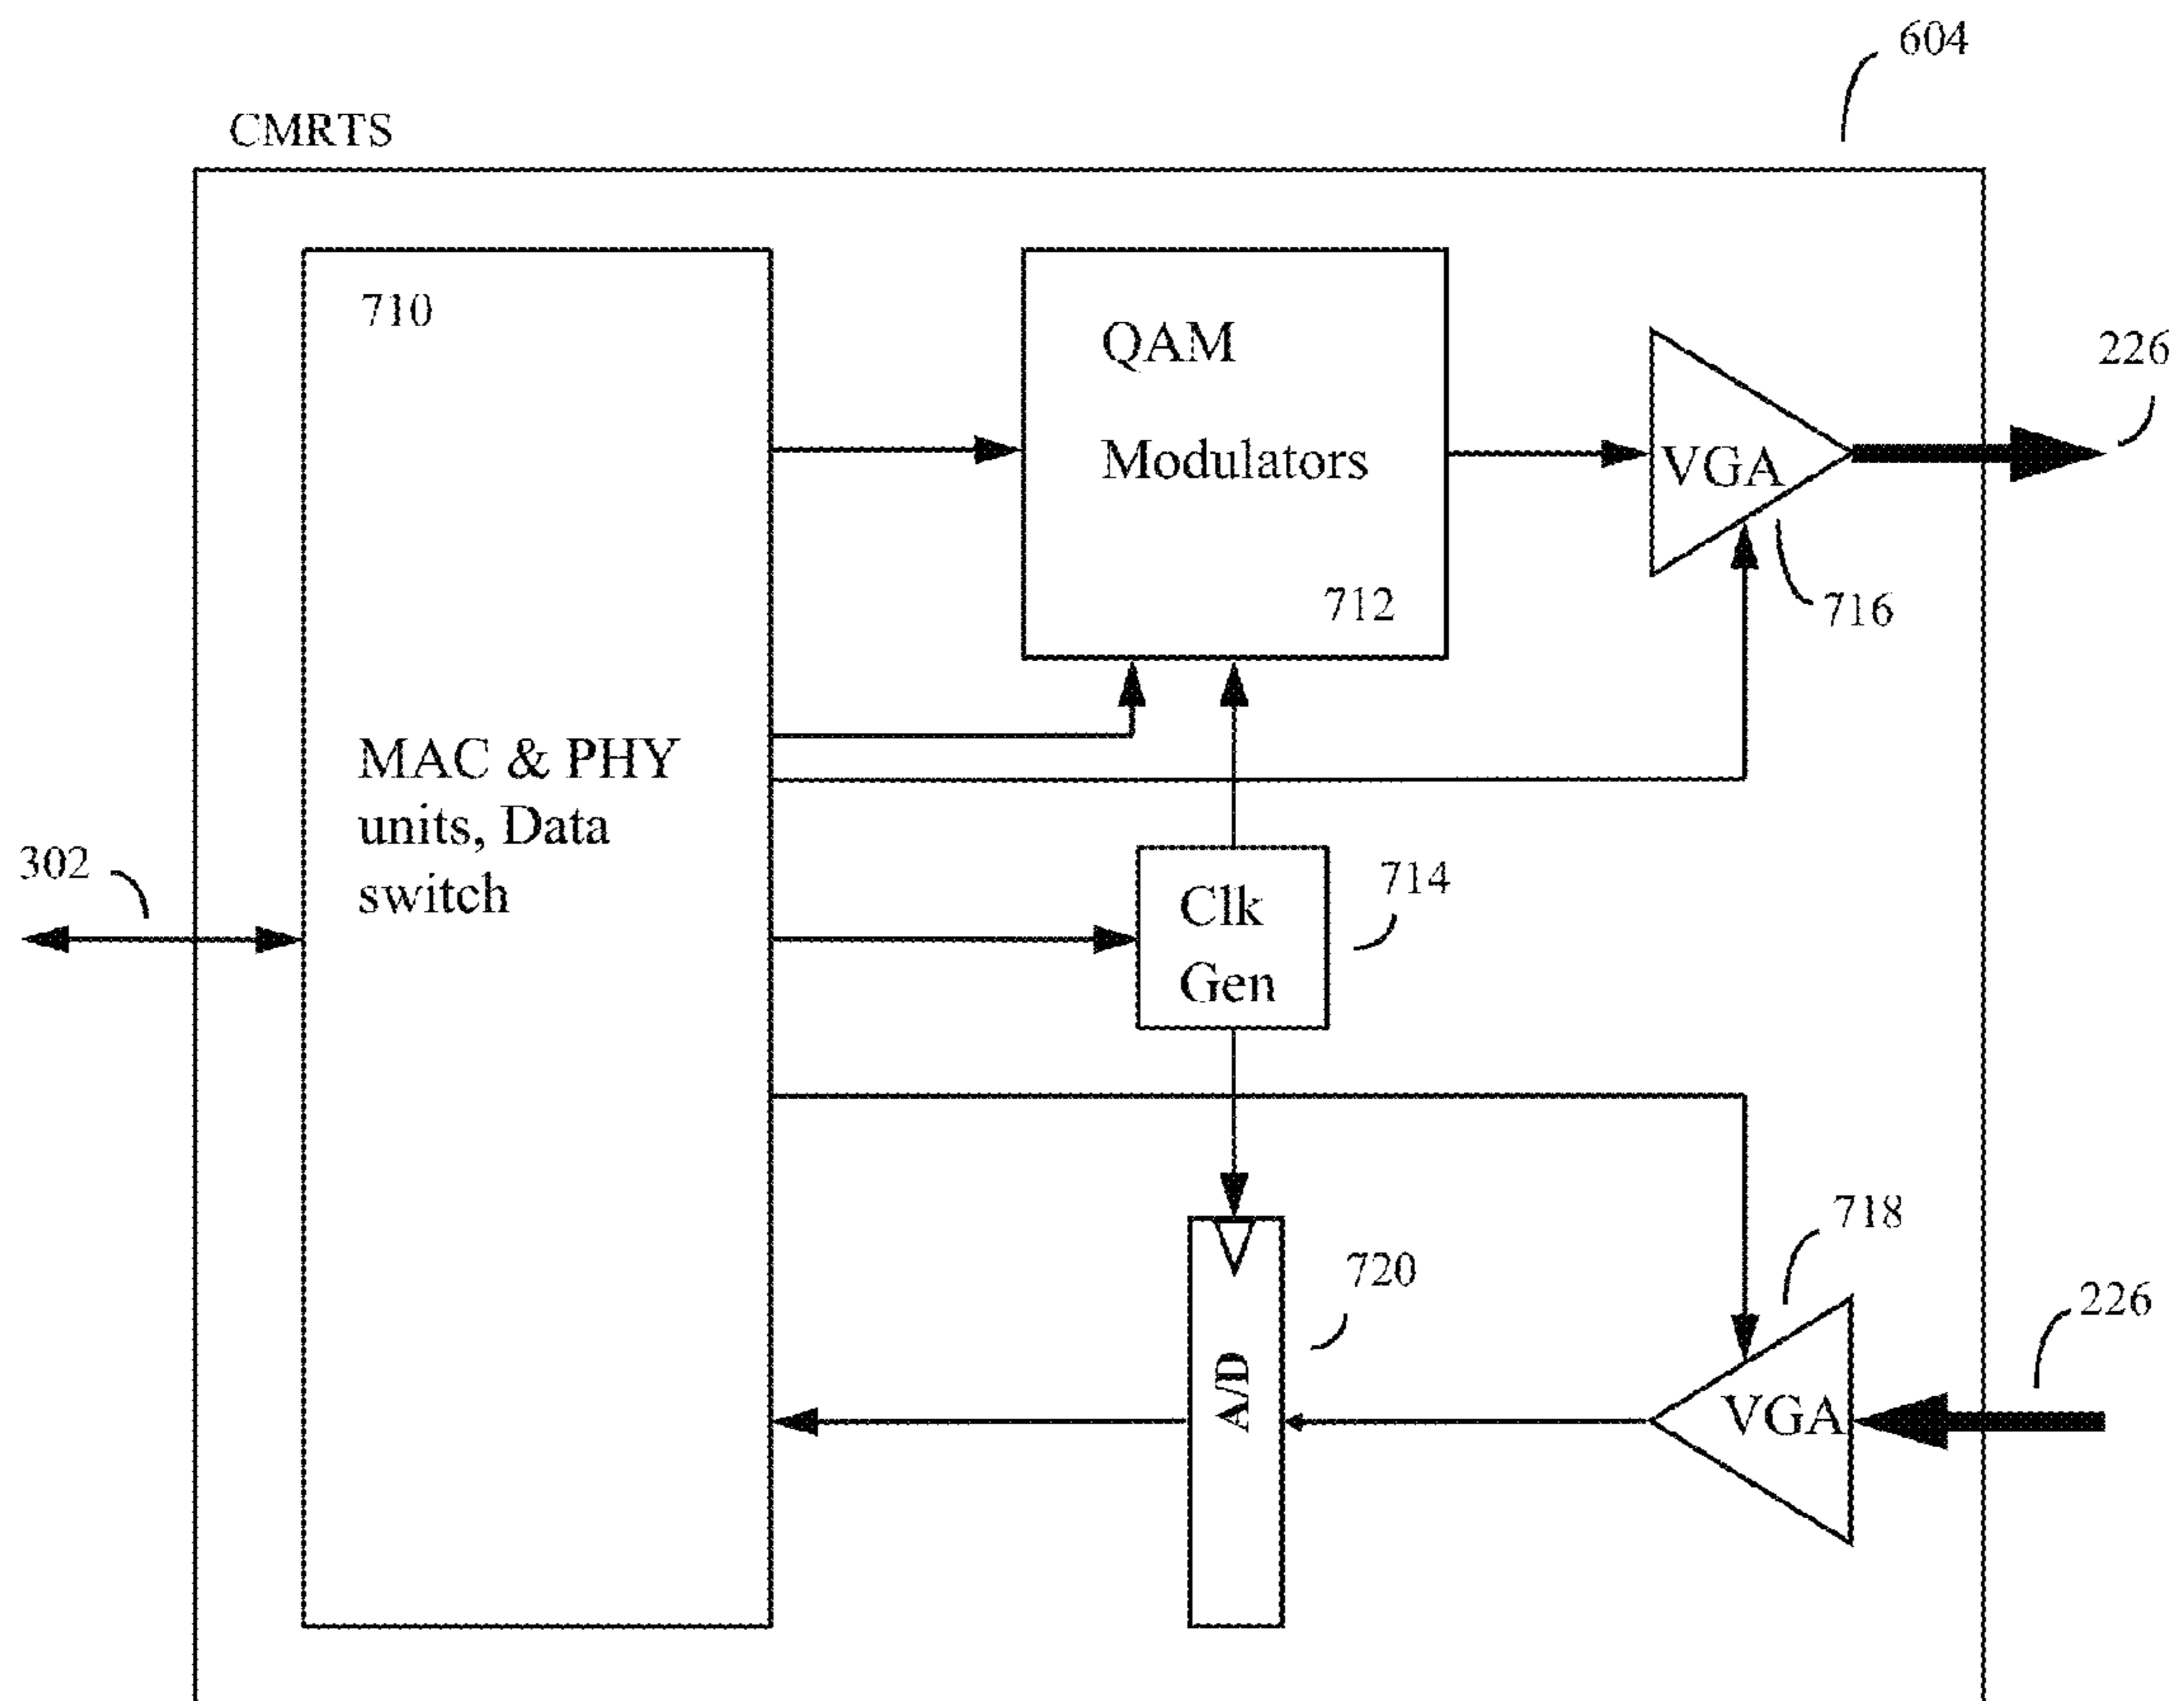 604
CMRTS
710
QAM
Modulators
712
VGA
716
226
MAC & PHY
units, Data
switch
302
Clk
Gen
714
718
720
A/D
VGA
226